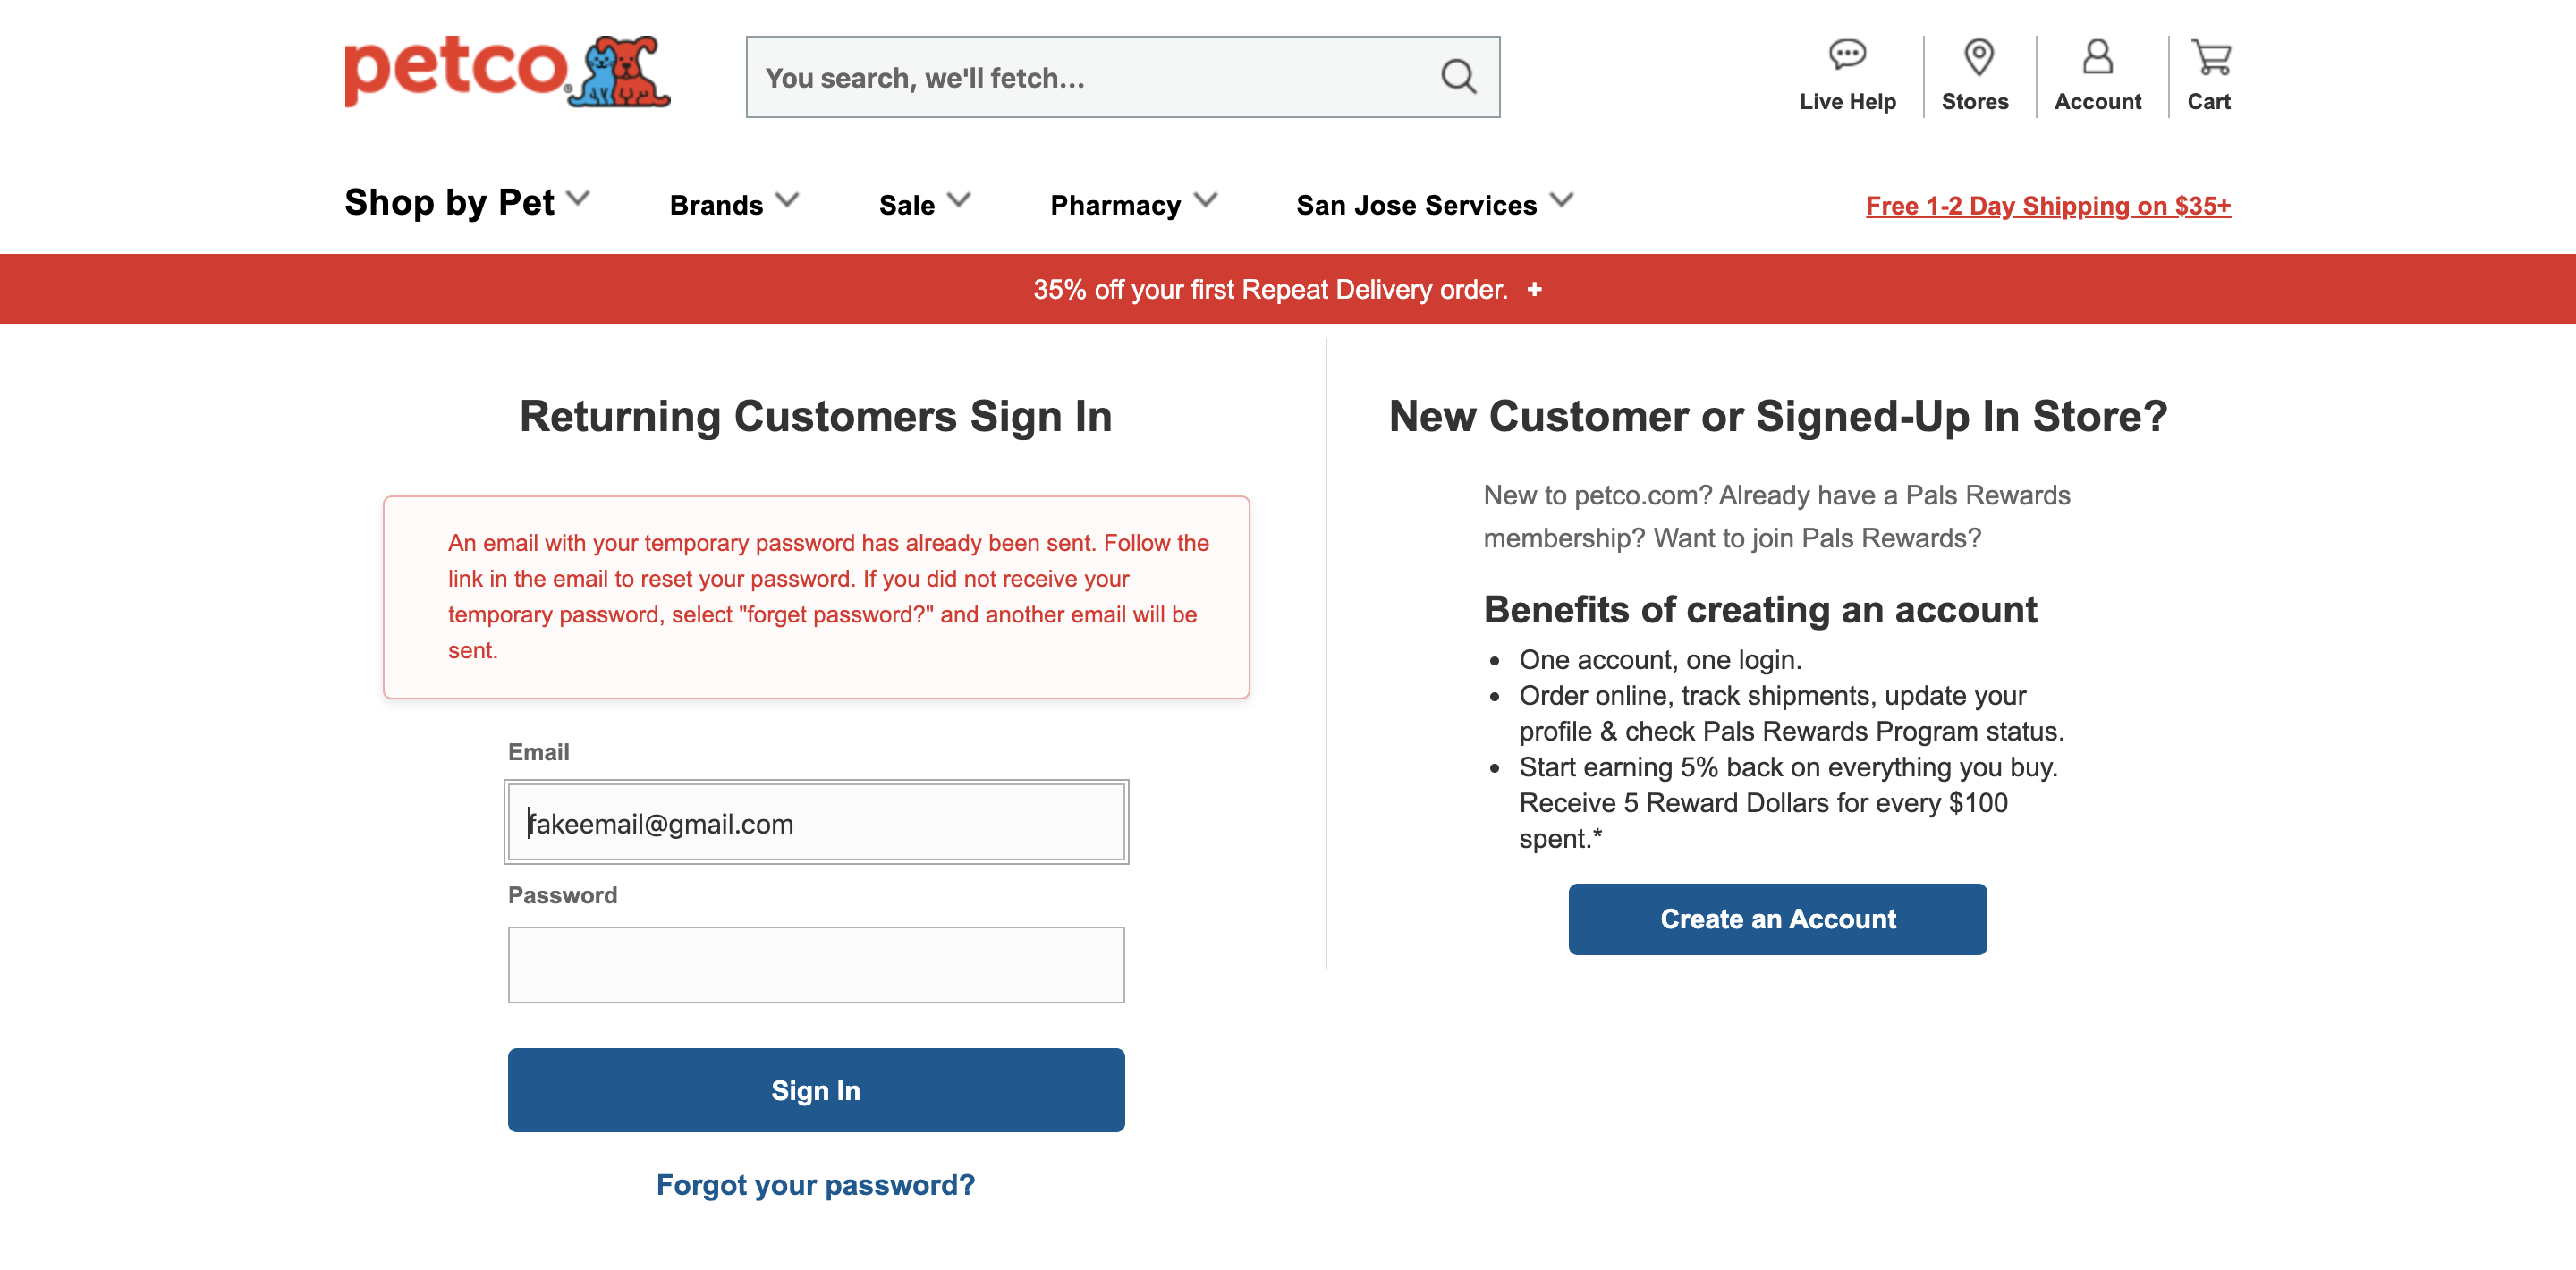 petco
You search, we'll fetch...
Live Help
Stores
Account
Cart
Shop by Pet
Brands
Sale
Pharmacy
San Jose Services
Free 1-2 Day Shipping on $35+
35% off your first Repeat Delivery order. +
Returning Customers Sign In
An email with your temporary password has already been sent. Follow the
link in the email to reset your password. If you did not receive your
temporary password, select "forget password?" and another email will be
sent.
Email
fakeemail@gmail.com
Password
Sign In
Forgot your password?
New Customer or Signed-Up In Store?
New to petco.com? Already have a Pals Rewards
membership? Want to join Pals Rewards?
Benefits of creating an account
• One account, one login.
• Order online, track shipments, update your
profile & check Pals Rewards Program status.
• Start earning 5% back on everything you buy.
Receive 5 Reward Dollars for every $100
spent.*
Create an Account